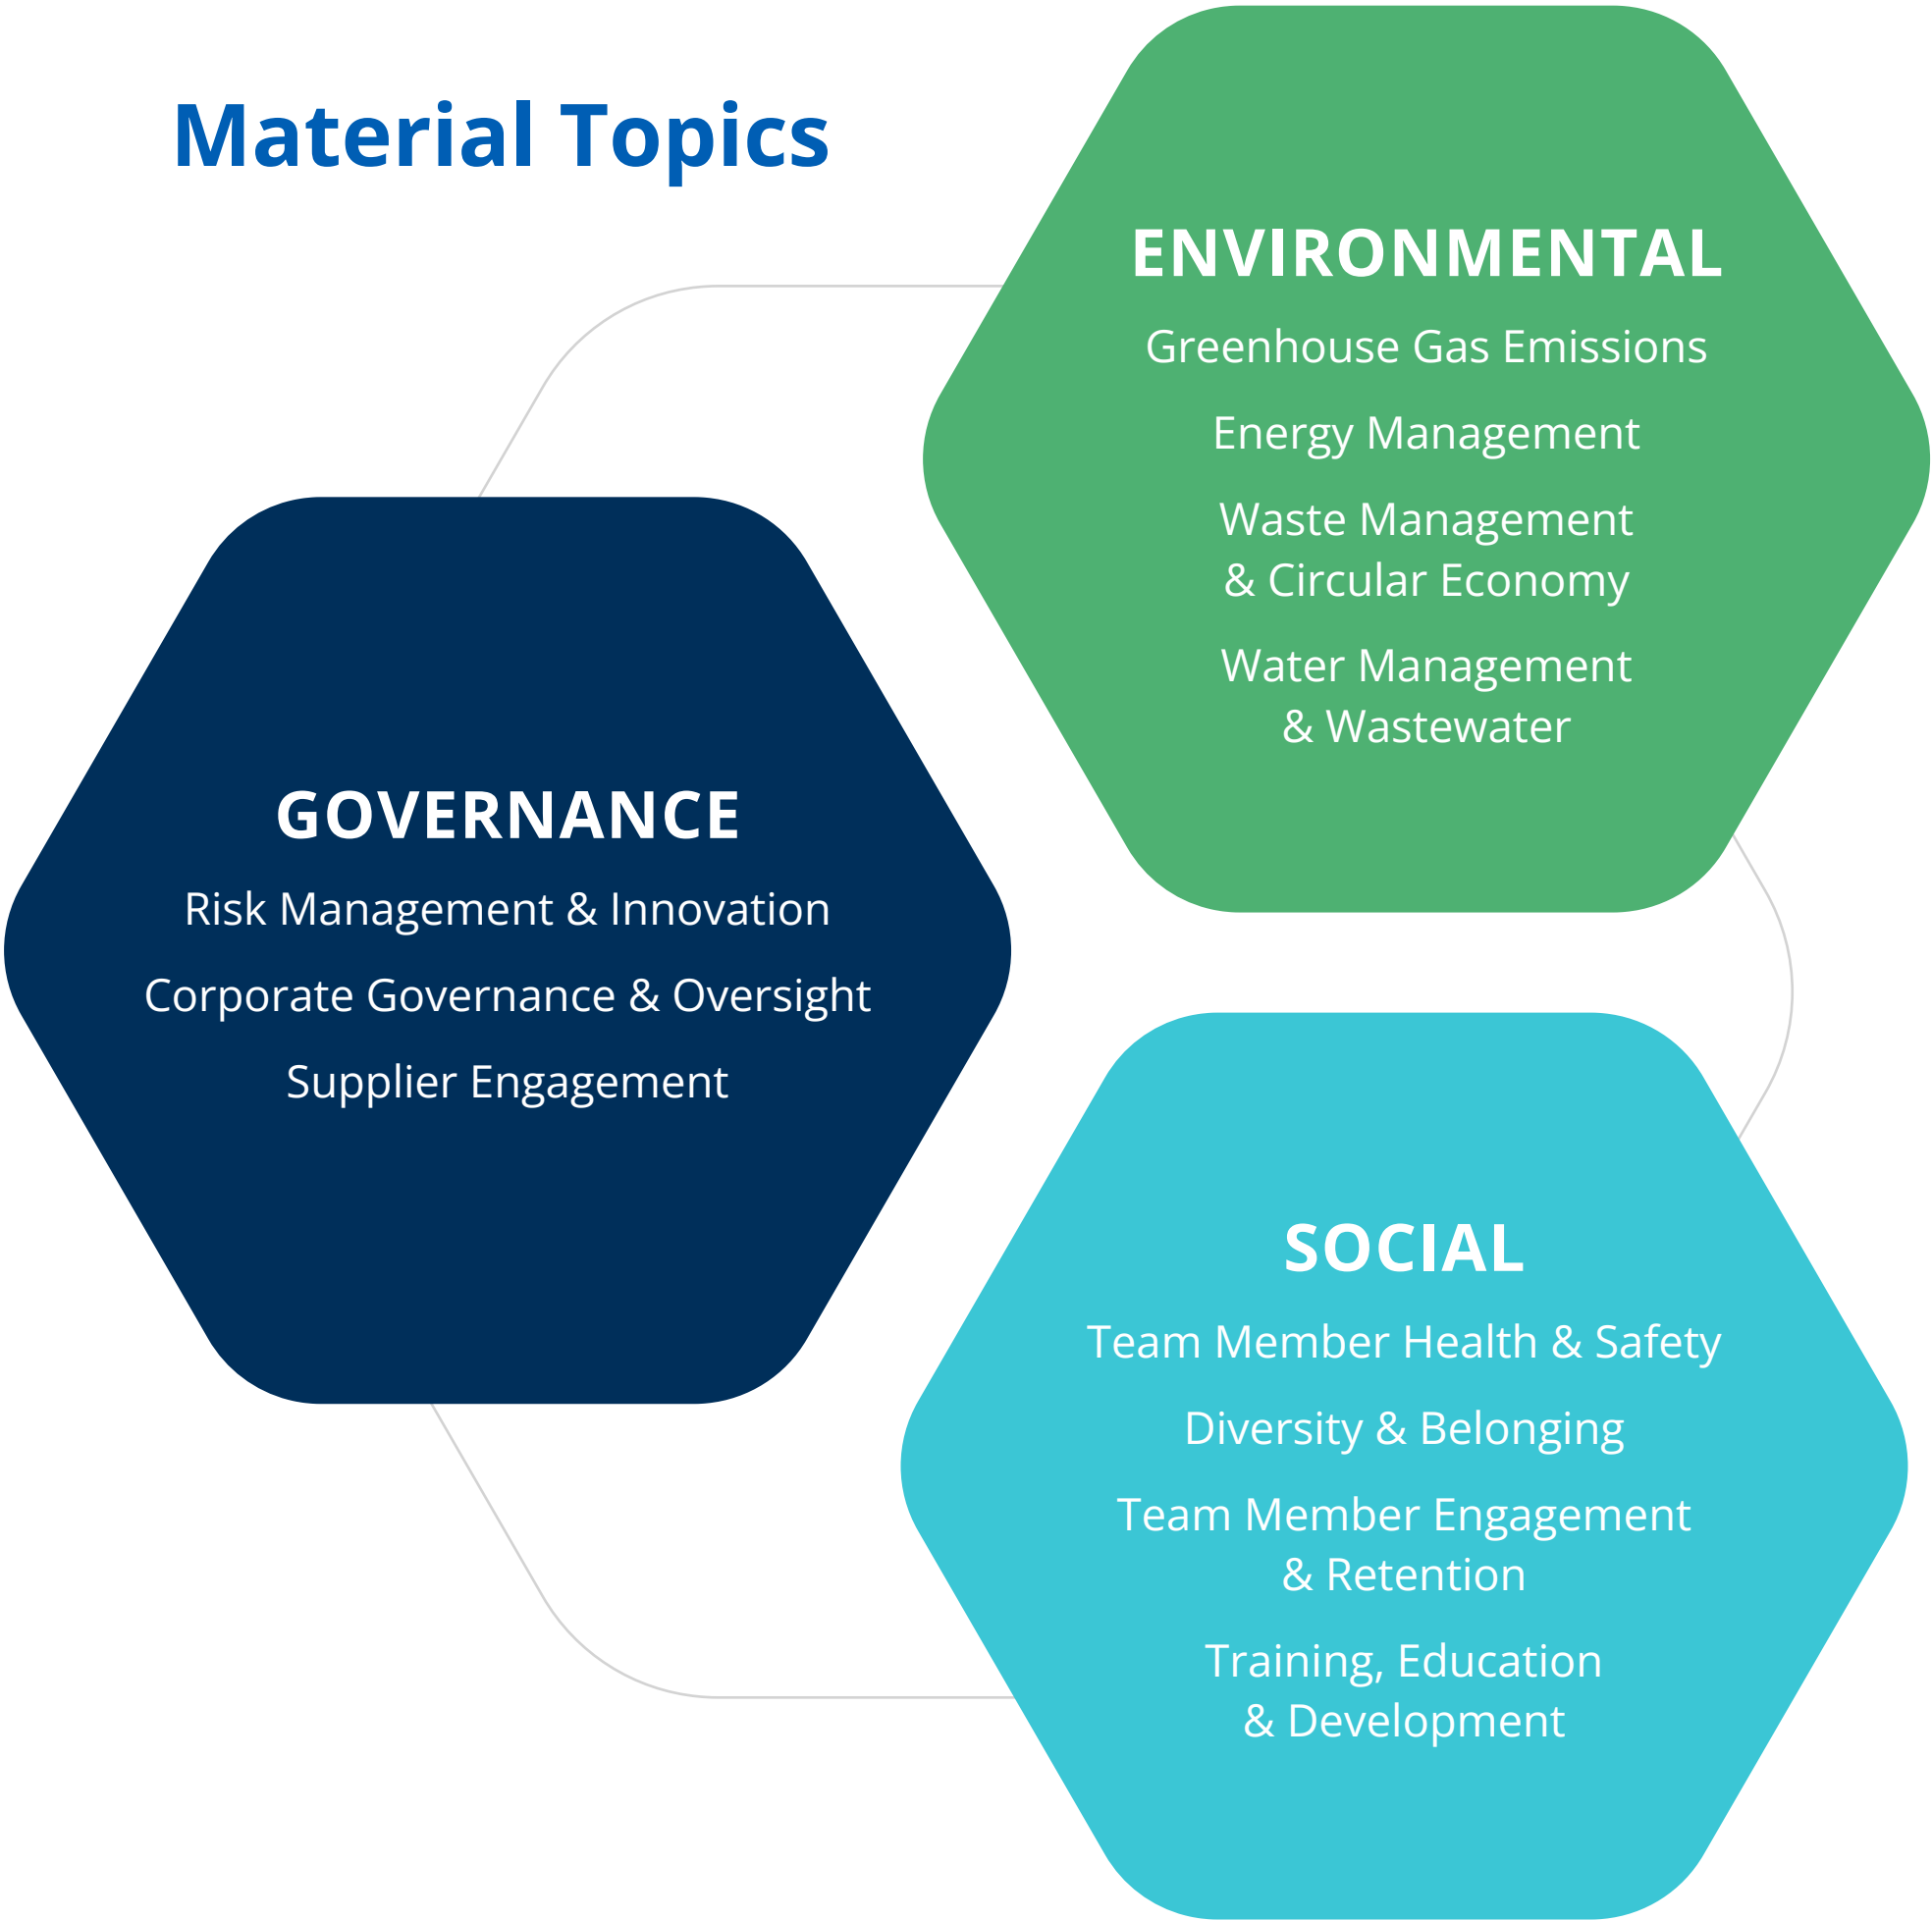 Material Topics
ENVIRONMENTAL
Greenhouse Gas Emissions
Energy Management
Waste Management
& Circular Economy
Water Management
& Wastewater
GOVERNANCE
Risk Management & Innovation
Corporate Governance & Oversight
Supplier Engagement
SOCIAL
Team Member Health & Safety
Diversity & Belonging
Team Member Engagement
& Retention
Training, Education
& Development